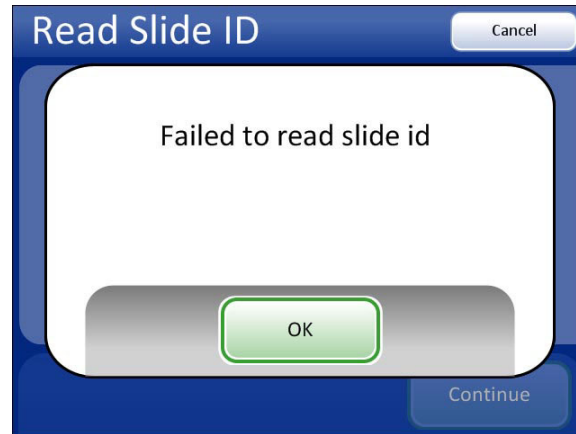 Read Slide ID
Cancel
Failed to read slide id
OK
Continue